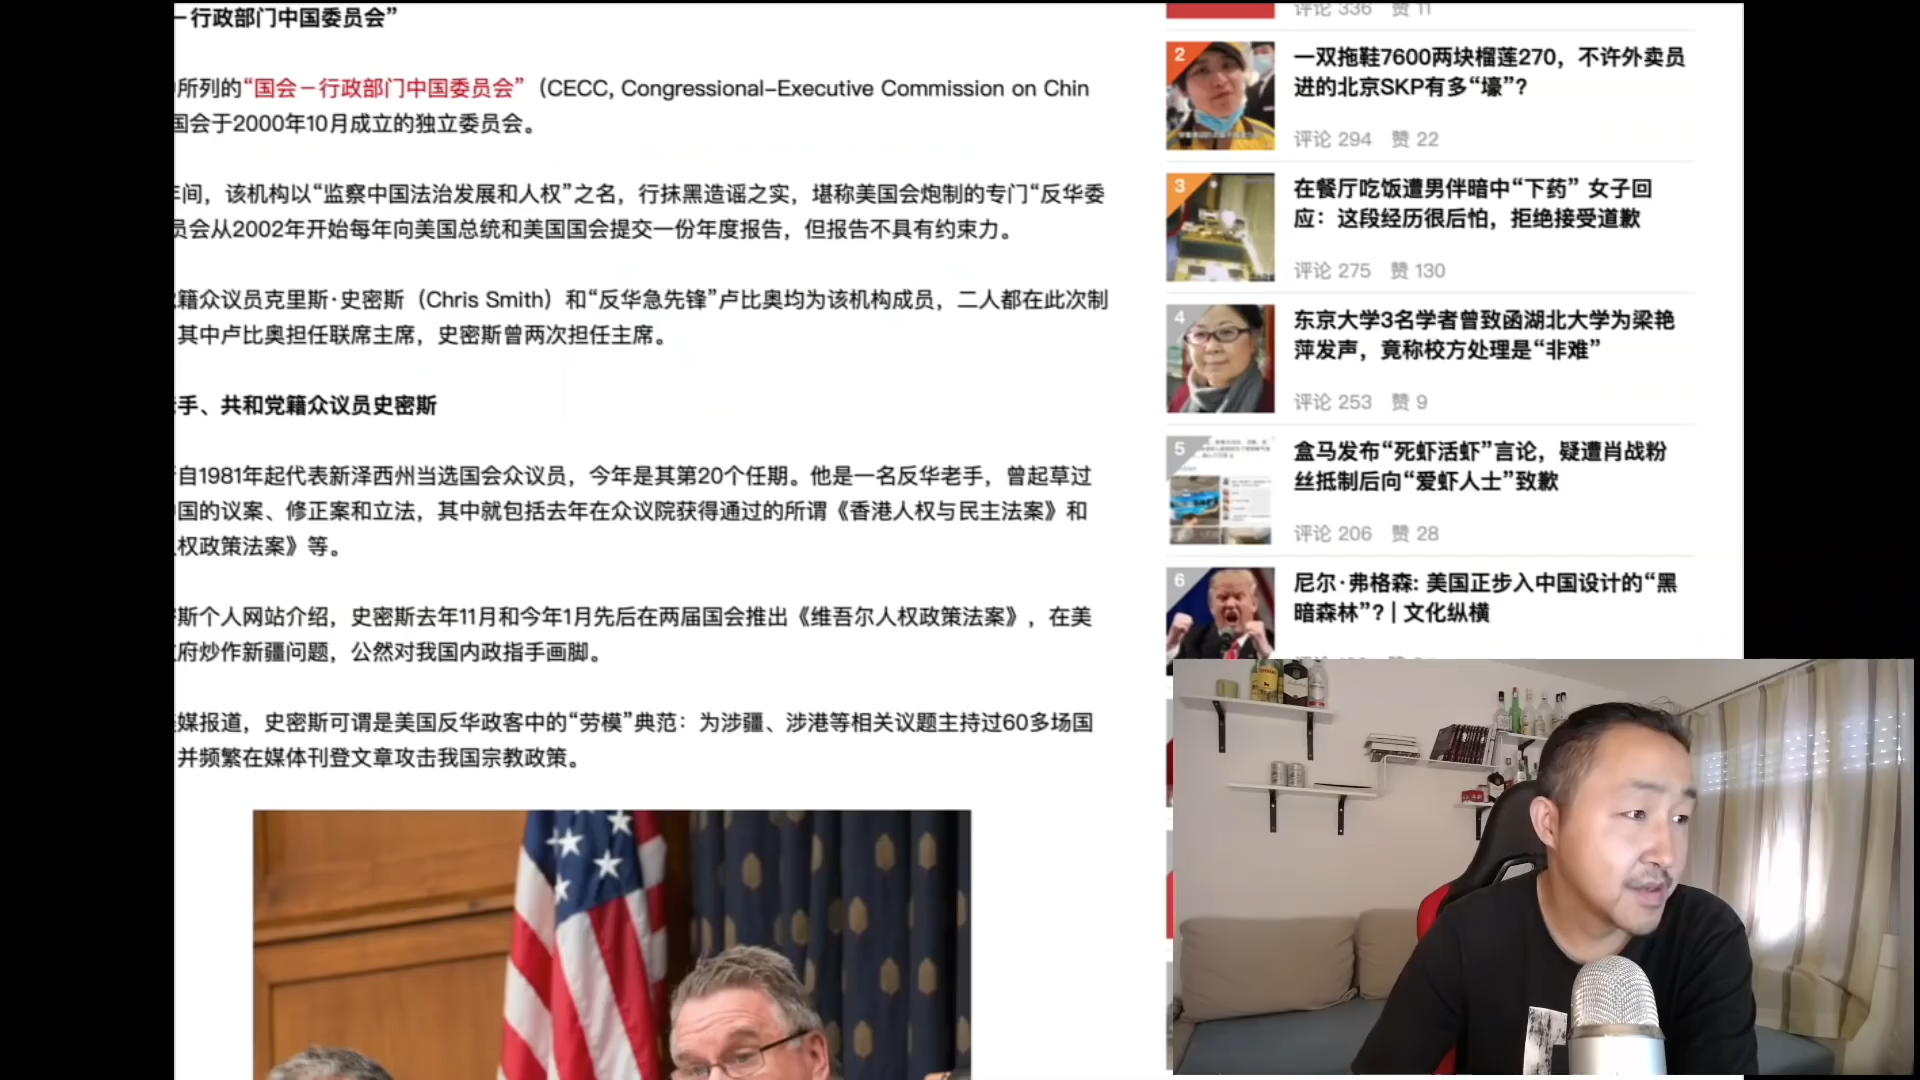 －行政部门中国委员会”
所列的“国会－行政部门中国委员会”（CECC, Congressional–Executive Commission on Chin
国会于2000年10月成立的独立委员会。
间，该机构以“监察中国法治发展和人权”之名，行抹黑造谣之实，堪称美国会炮制的专门“反华委
员会从2002年开始每年向美国总统和美国国会提交一份年度报告，但报告不具有约束力。
籍众议员克里斯·史密斯（Chris Smith）和“反华急先锋”卢比奥均为该机构成员，二人都在此次制
其中卢比奥担任联席主席，史密斯曾两次担任主席。
手、共和党籍众议员史密斯
自1981年起代表新泽西州当选国会众议员，今年是其第20个任期。他是一名反华老手，曾起草过
国的议案、修正案和立法，其中就包括去年在众议院获得通过的所谓《香港人权与民主法案》和
权政策法案》等。
斯个人网站介绍，史密斯去年11月和今年1月先后在两届国会推出《维吾尔人权政策法案》，在美
府炒作新疆问题，公然对我国内政指手画脚。
媒报道，史密斯可谓是美国反华政客中的“劳模”典范：为涉疆、涉港等相关议题主持过60多场国
并频繁在媒体刊登文章攻击我国宗教政策。
评论 336 赞 11
2
一双拖鞋7600两块榴莲270，不许外卖员
进的北京SKP有多“壕”？
评论 294 赞 22
3
在餐厅吃饭遭男伴暗中“下药” 女子回
应：这段经历很后怕，拒绝接受道歉
评论 275 赞 130
4
东京大学3名学者曾致函湖北大学为梁艳
萍发声，竟称校方处理是“非难”
评论 253 赞 9
5
盒马发布“死虾活虾”言论，疑遭肖战粉
丝抵制后向“爱虾人士”致歉
评论 206 赞 28
6
尼尔·弗格森: 美国正步入中国设计的“黑
暗森林”? | 文化纵横